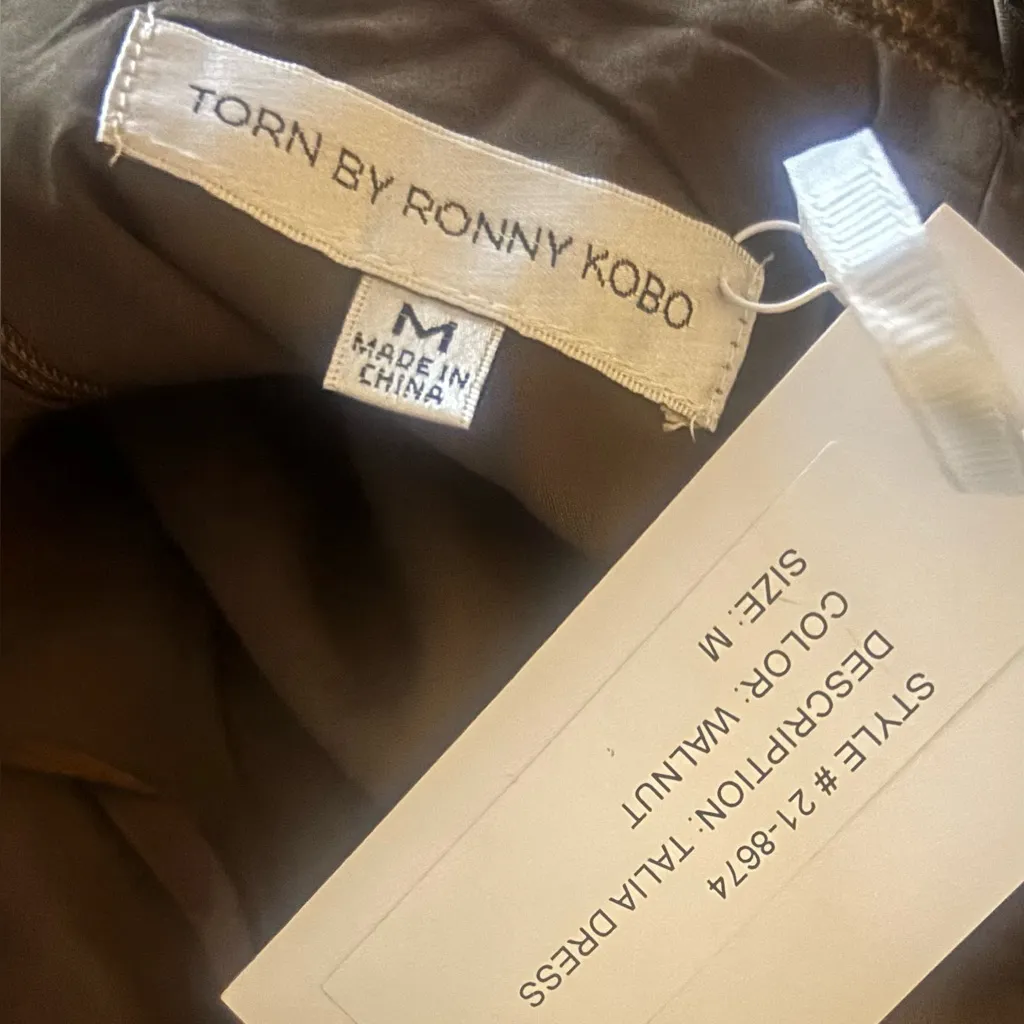 TORN BY RONNY KOBO
M
MADE IN
CHINA
STYLE # 21-8674
DESCRIPTION: TALIA DRESS
COLOR: WALNUT
SIZE: M